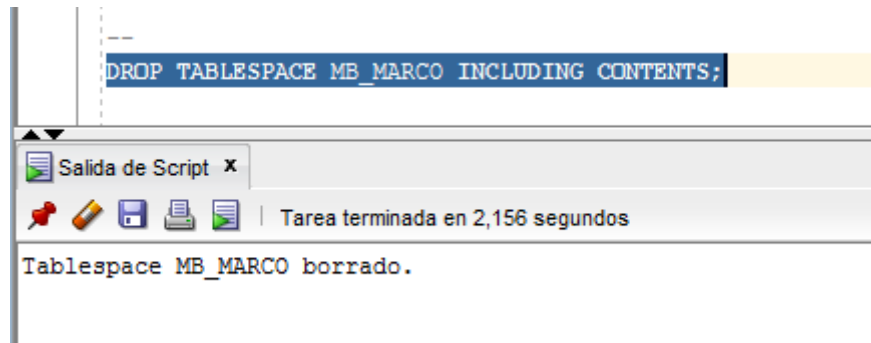 --
DROP TABLESPACE MB_MARCO INCLUDING CONTENTS;
Salida de Script x
Tarea terminada en 2,156 segundos
Tablespace MB_MARCO borrado.